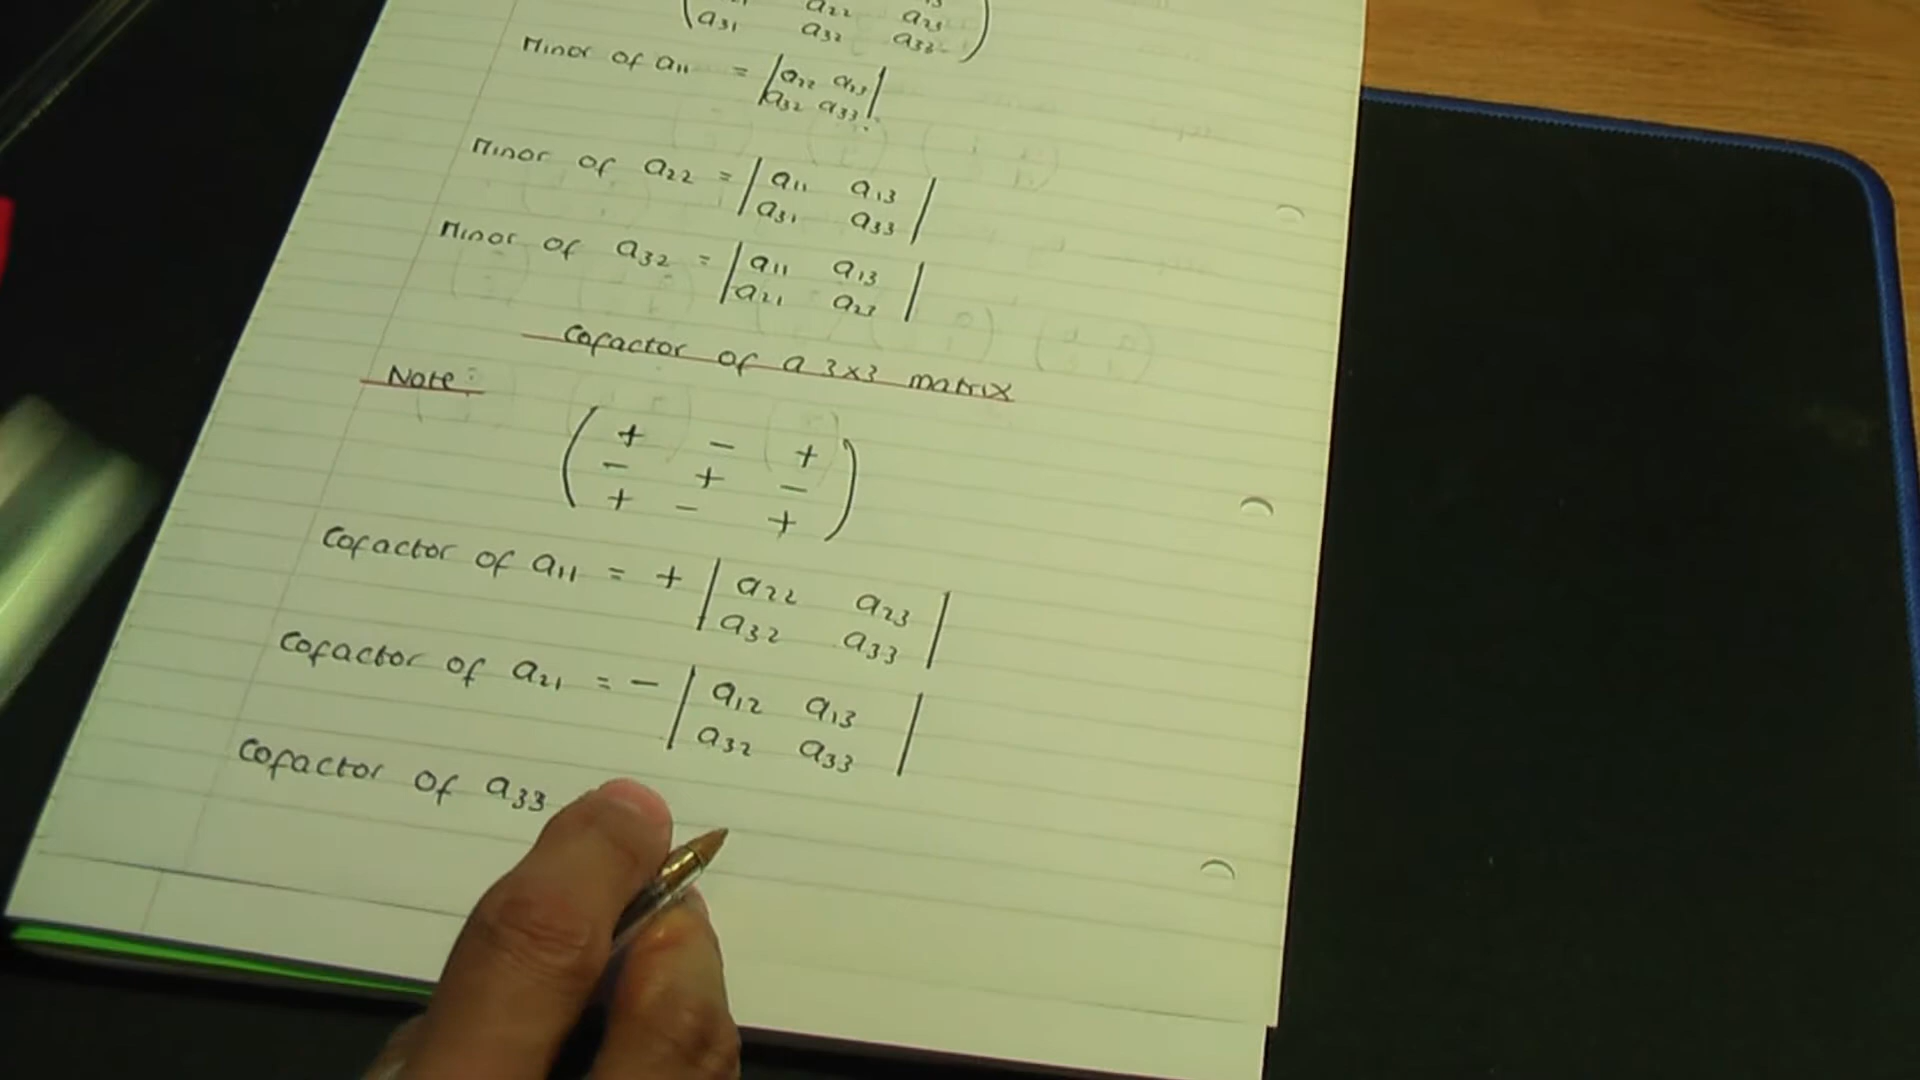 a22 a23
a31 a32 a33
Minor of a11 = | a22 a23 |
| a32 a33 |
Minor of a22 = | a11 a13 |
| a31 a33 |
Minor of a32 = | a11 a13 |
| a21 a23 |
Cofactor of a 3x3 matrix
Note:
( + - +
- + -
+ - + )
Cofactor of a11 = + | a22 a23 |
| a32 a33 |
Cofactor of a21 = - | a12 a13 |
| a32 a33 |
Cofactor of a33